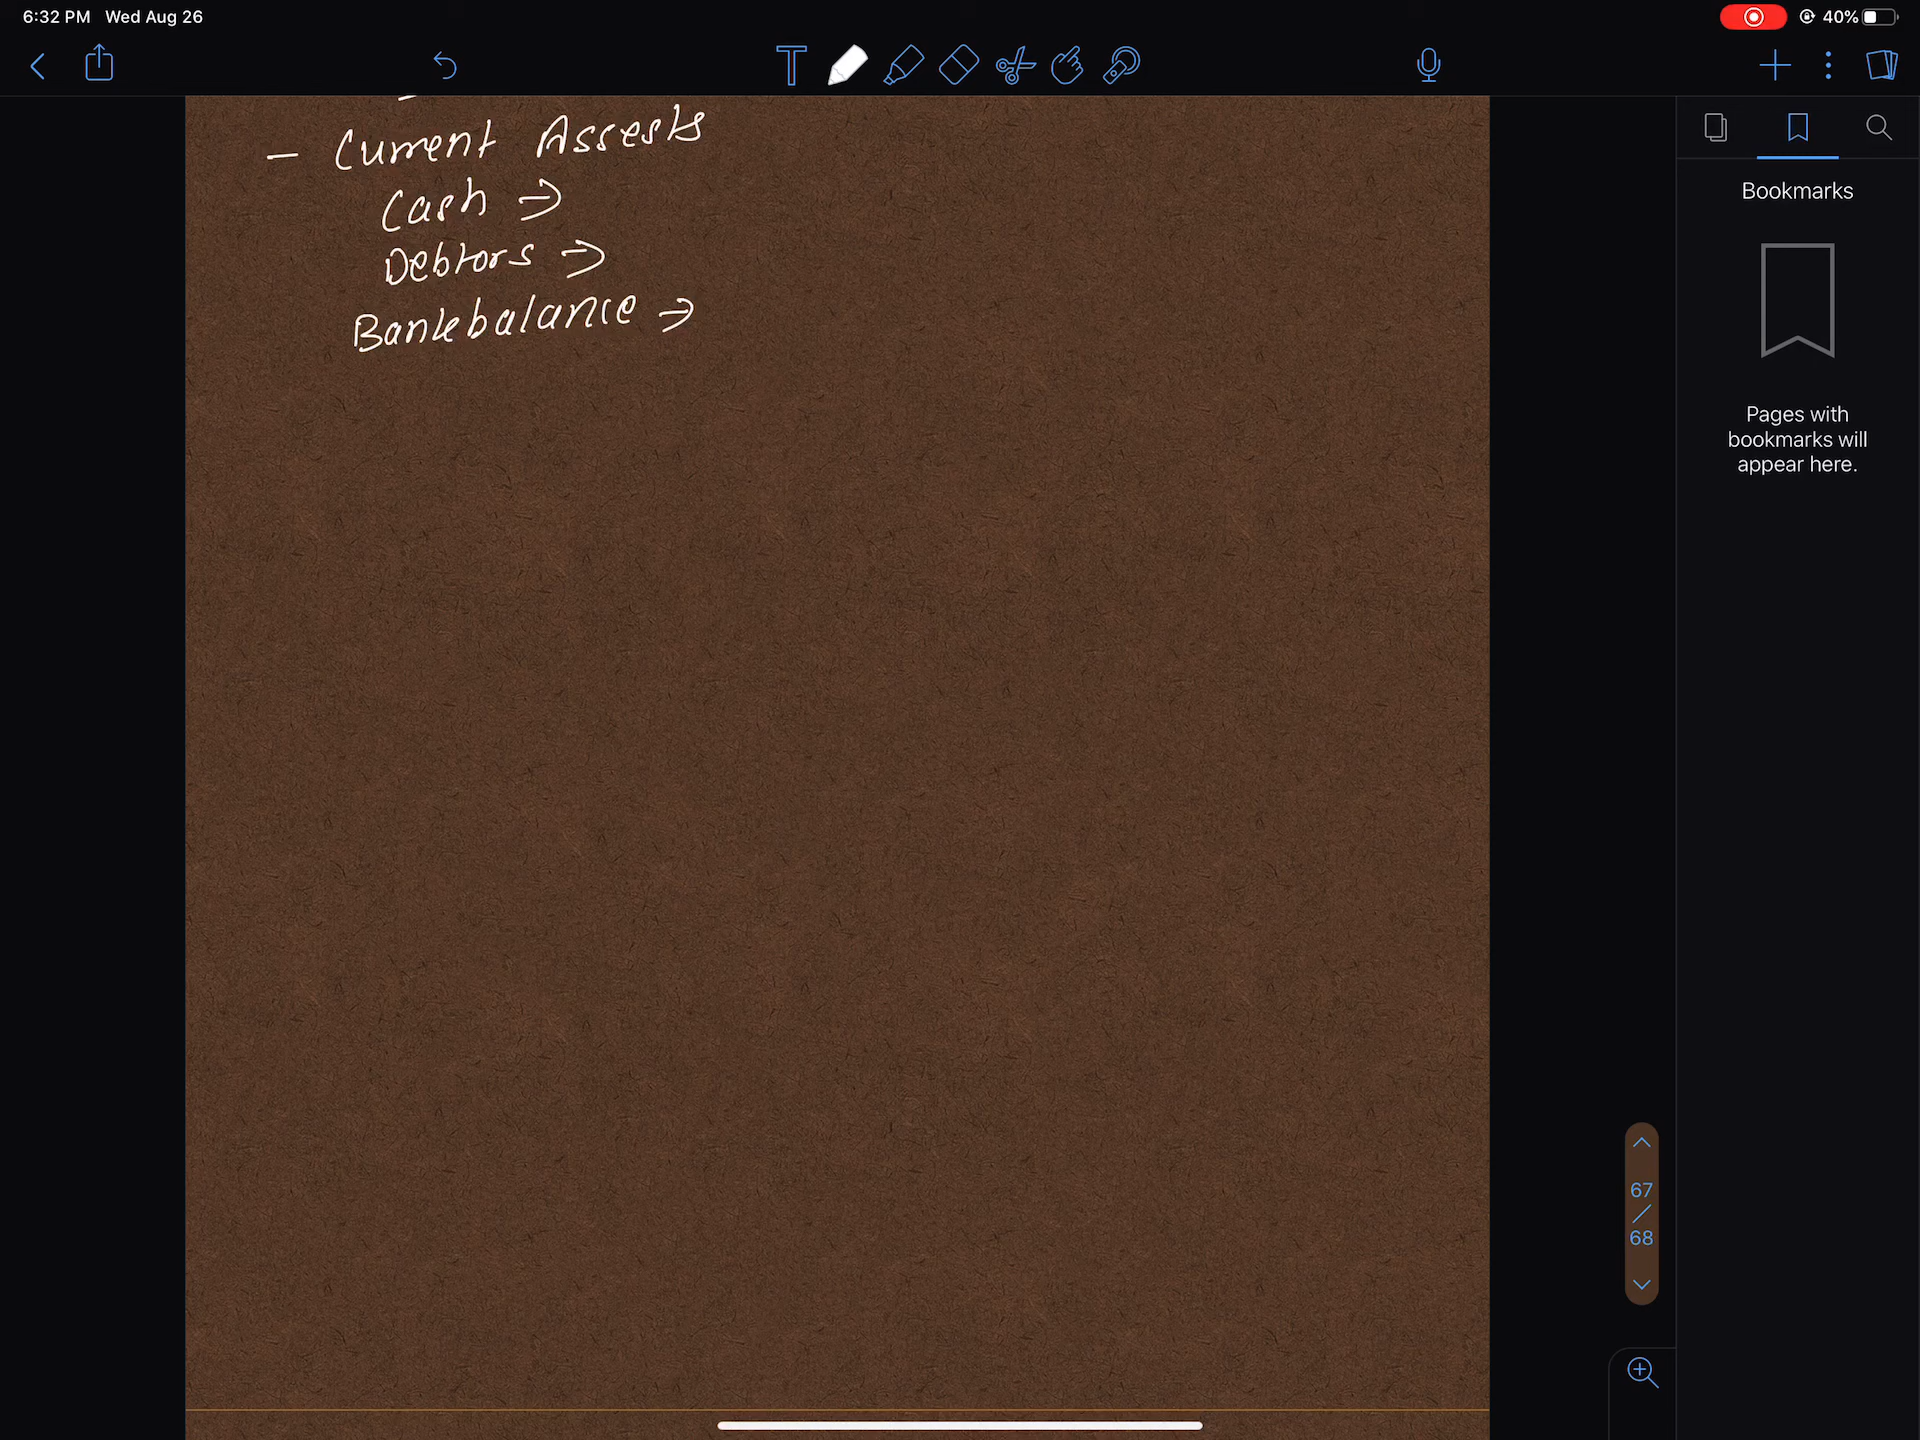 6:32 PM Wed Aug 26
40%
- Current Assests
Cash →
Debtors →
Bankbalance →
Bookmarks
Pages with
bookmarks will
appear here.
67
/
68